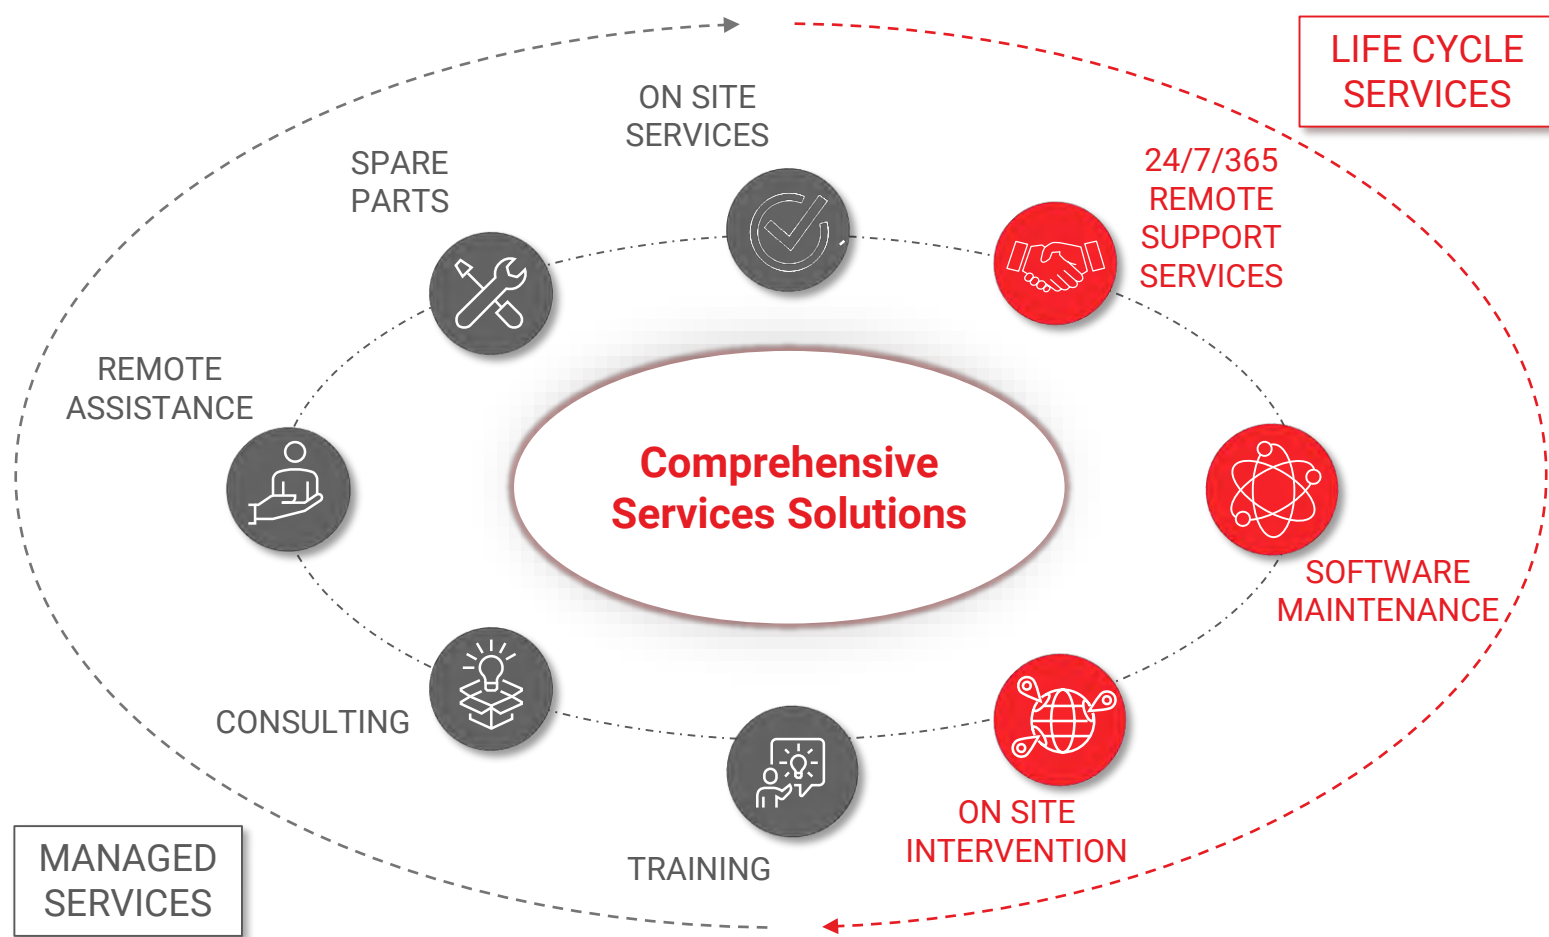 LIFE CYCLE
SERVICES
ON SITE
SERVICES
24/7/365
REMOTE
SUPPORT
SERVICES
SPARE
PARTS
REMOTE
ASSISTANCE
Comprehensive
Services Solutions
SOFTWARE
MAINTENANCE
CONSULTING
ON SITE
INTERVENTION
TRAINING
MANAGED
SERVICES